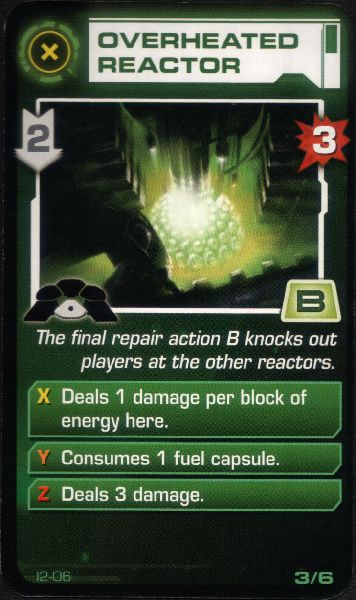 X
OVERHEATED
REACTOR
2
3
B
The final repair action B knocks out
players at the other reactors.
X Deals 1 damage per block of
energy here.
Y Consumes 1 fuel capsule.
Z Deals 3 damage.
I2-06
3/6